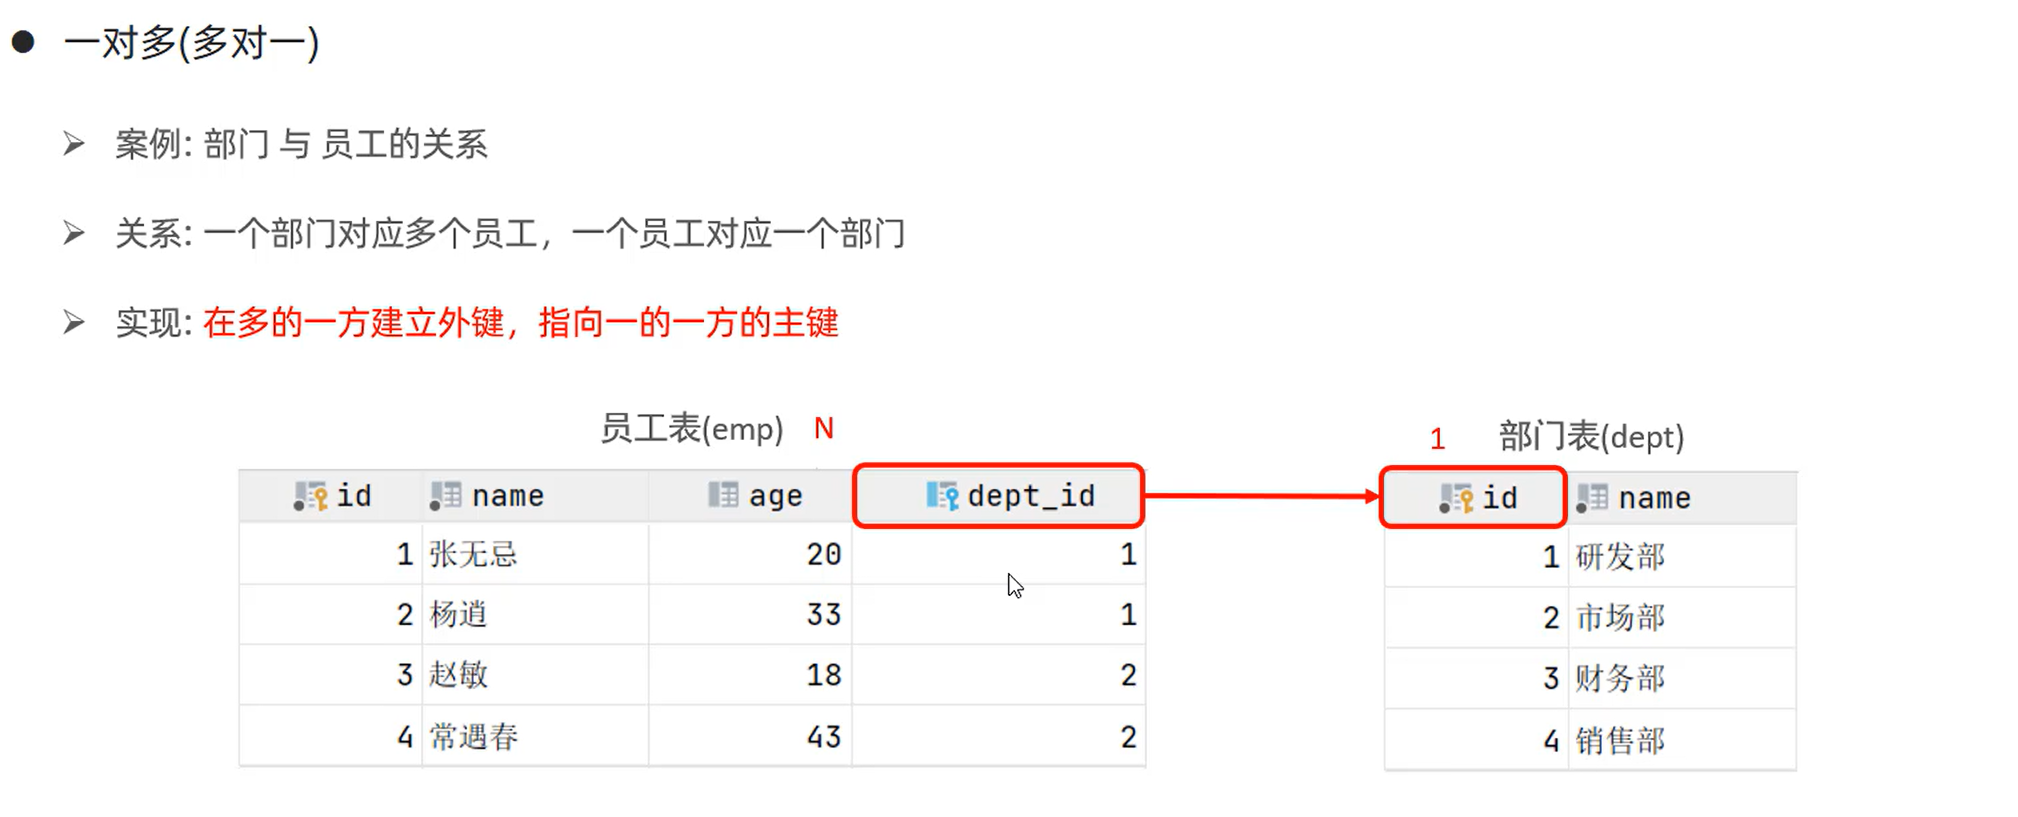 一对多(多对一)
案例: 部门 与 员工的关系
关系: 一个部门对应多个员工，一个员工对应一个部门
实现: 在多的一方建立外键，指向一的一方的主键
员工表(emp) N
1 部门表(dept)
id name age dept_id
1 张无忌 20 1
2 杨逍 33 1
3 赵敏 18 2
4 常遇春 43 2
id name
1 研发部
2 市场部
3 财务部
4 销售部